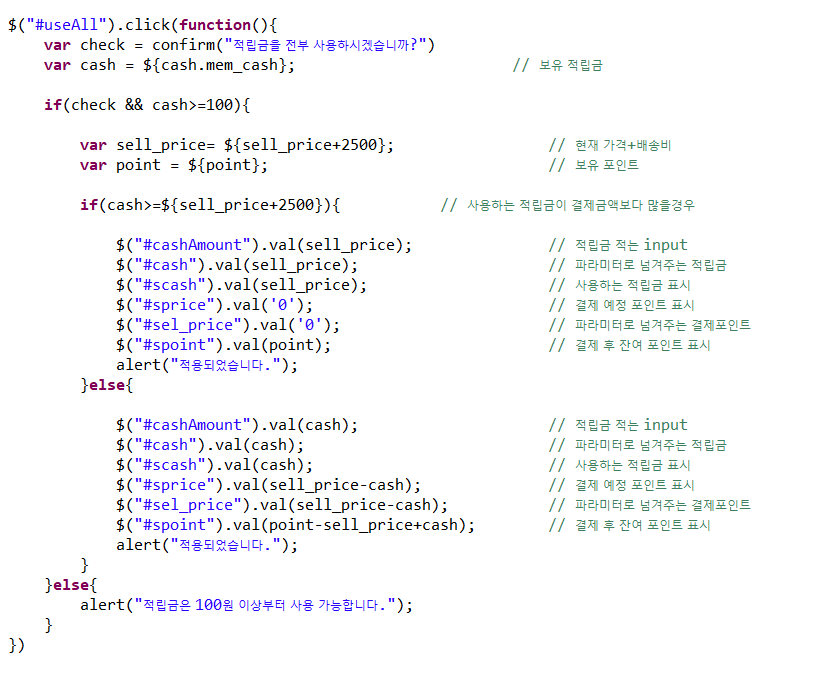 $("#useAll").click(function(){
    var check = confirm("적립금을 전부 사용하시겠습니까?")
    var cash = ${cash.mem_cash};                        // 보유 적립금

    if(check && cash>=100){

        var sell_price= ${sell_price+2500};                 // 현재 가격+배송비
        var point = ${point};                               // 보유 포인트

        if(cash>=${sell_price+2500}){           // 사용하는 적립금이 결제금액보다 많을경우

            $("#cashAmount").val(sell_price);               // 적립금 적는 input
            $("#cash").val(sell_price);                     // 파라미터로 넘겨주는 적립금
            $("#scash").val(sell_price);                    // 사용하는 적립금 표시
            $("#sprice").val('0');                          // 결제 예정 포인트 표시
            $("#sel_price").val('0');                       // 파라미터로 넘겨주는 결제포인트
            $("#spoint").val(point);                        // 결제 후 잔여 포인트 표시
            alert("적용되었습니다.");
        }else{

            $("#cashAmount").val(cash);                     // 적립금 적는 input
            $("#cash").val(cash);                           // 파라미터로 넘겨주는 적립금
            $("#scash").val(cash);                          // 사용하는 적립금 표시
            $("#sprice").val(sell_price-cash);              // 결제 예정 포인트 표시
            $("#sel_price").val(sell_price-cash);           // 파라미터로 넘겨주는 결제포인트
            $("#spoint").val(point-sell_price+cash);        // 결제 후 잔여 포인트 표시
            alert("적용되었습니다.");
        }
    }else{
        alert("적립금은 100원 이상부터 사용 가능합니다.");
    }
})